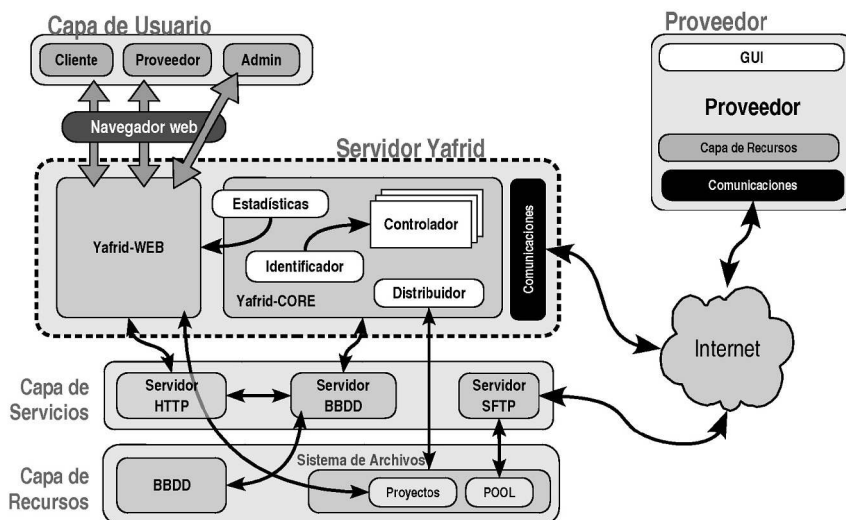 Capa de Usuario
Cliente
Proveedor
Admin
Navegador web
Servidor Yafrid
Yafrid-WEB
Estadísticas
Controlador
Identificador
Yafrid-CORE
Distribuidor
Comunicaciones
Proveedor
GUI
Proveedor
Capa de Recursos
Comunicaciones
Internet
Capa de
Servicios
Servidor
HTTP
Servidor
BBDD
Servidor
SFTP
Capa de
Recursos
BBDD
Sistema de Archivos
Proyectos
POOL